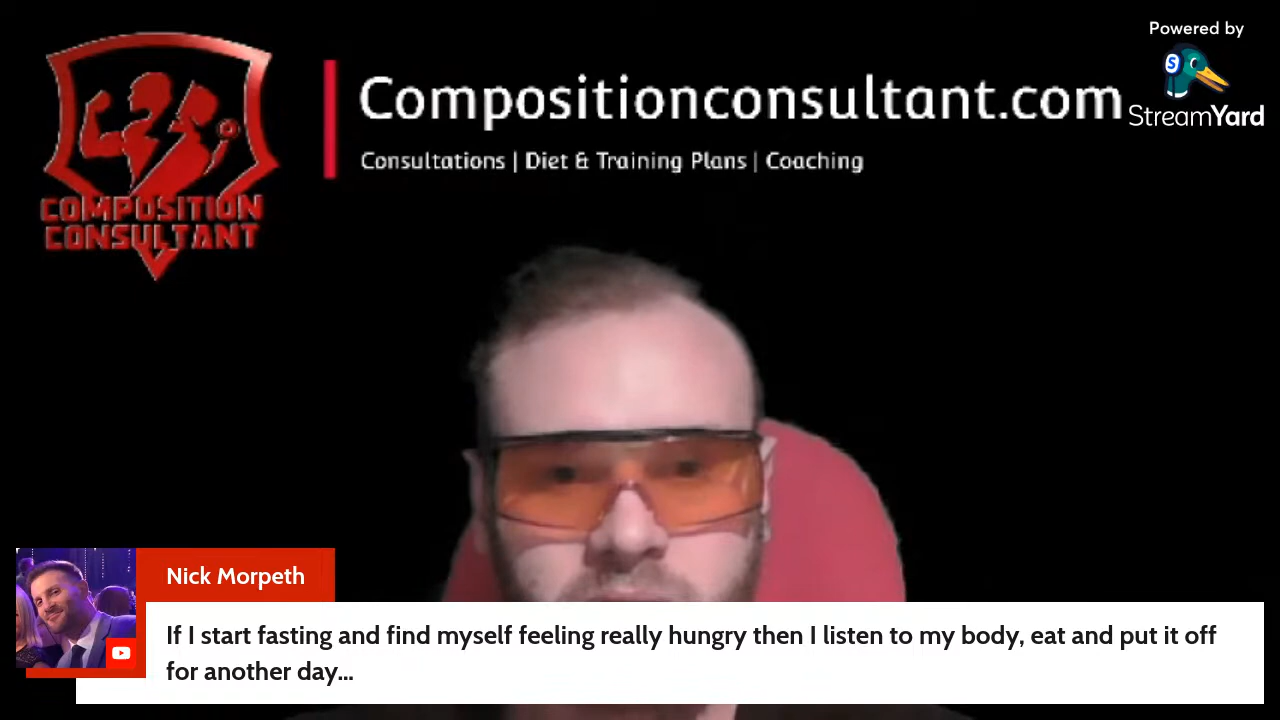 Powered by
StreamYard
Compositionconsultant.com
Consultations | Diet & Training Plans | Coaching
COMPOSITION
CONSULTANT
Nick Morpeth
If I start fasting and find myself feeling really hungry then I listen to my body, eat and put it off
for another day...